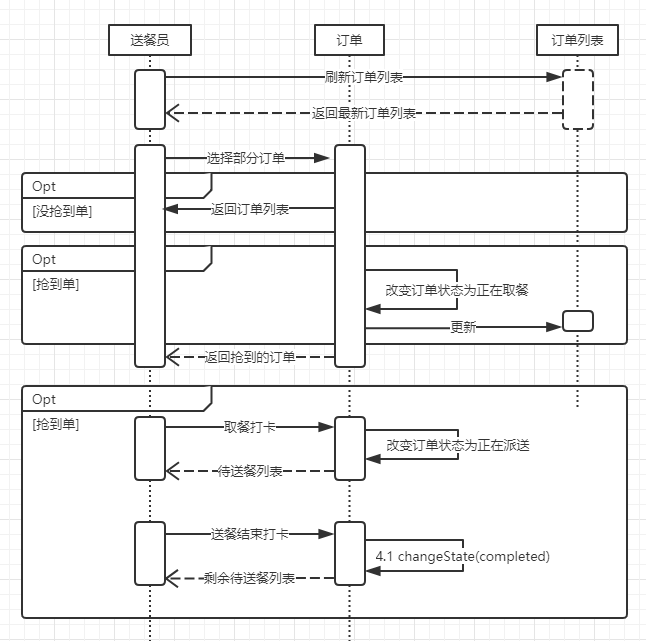 送餐员
订单
订单列表
刷新订单列表
返回最新订单列表
选择部分订单
Opt
[没抢到单]
返回订单列表
Opt
[抢到单]
改变订单状态为正在取餐
更新
返回抢到的订单
Opt
[抢到单]
取餐打卡
改变订单状态为正在派送
待送餐列表
送餐结束打卡
4.1 changeState(completed)
剩余待送餐列表